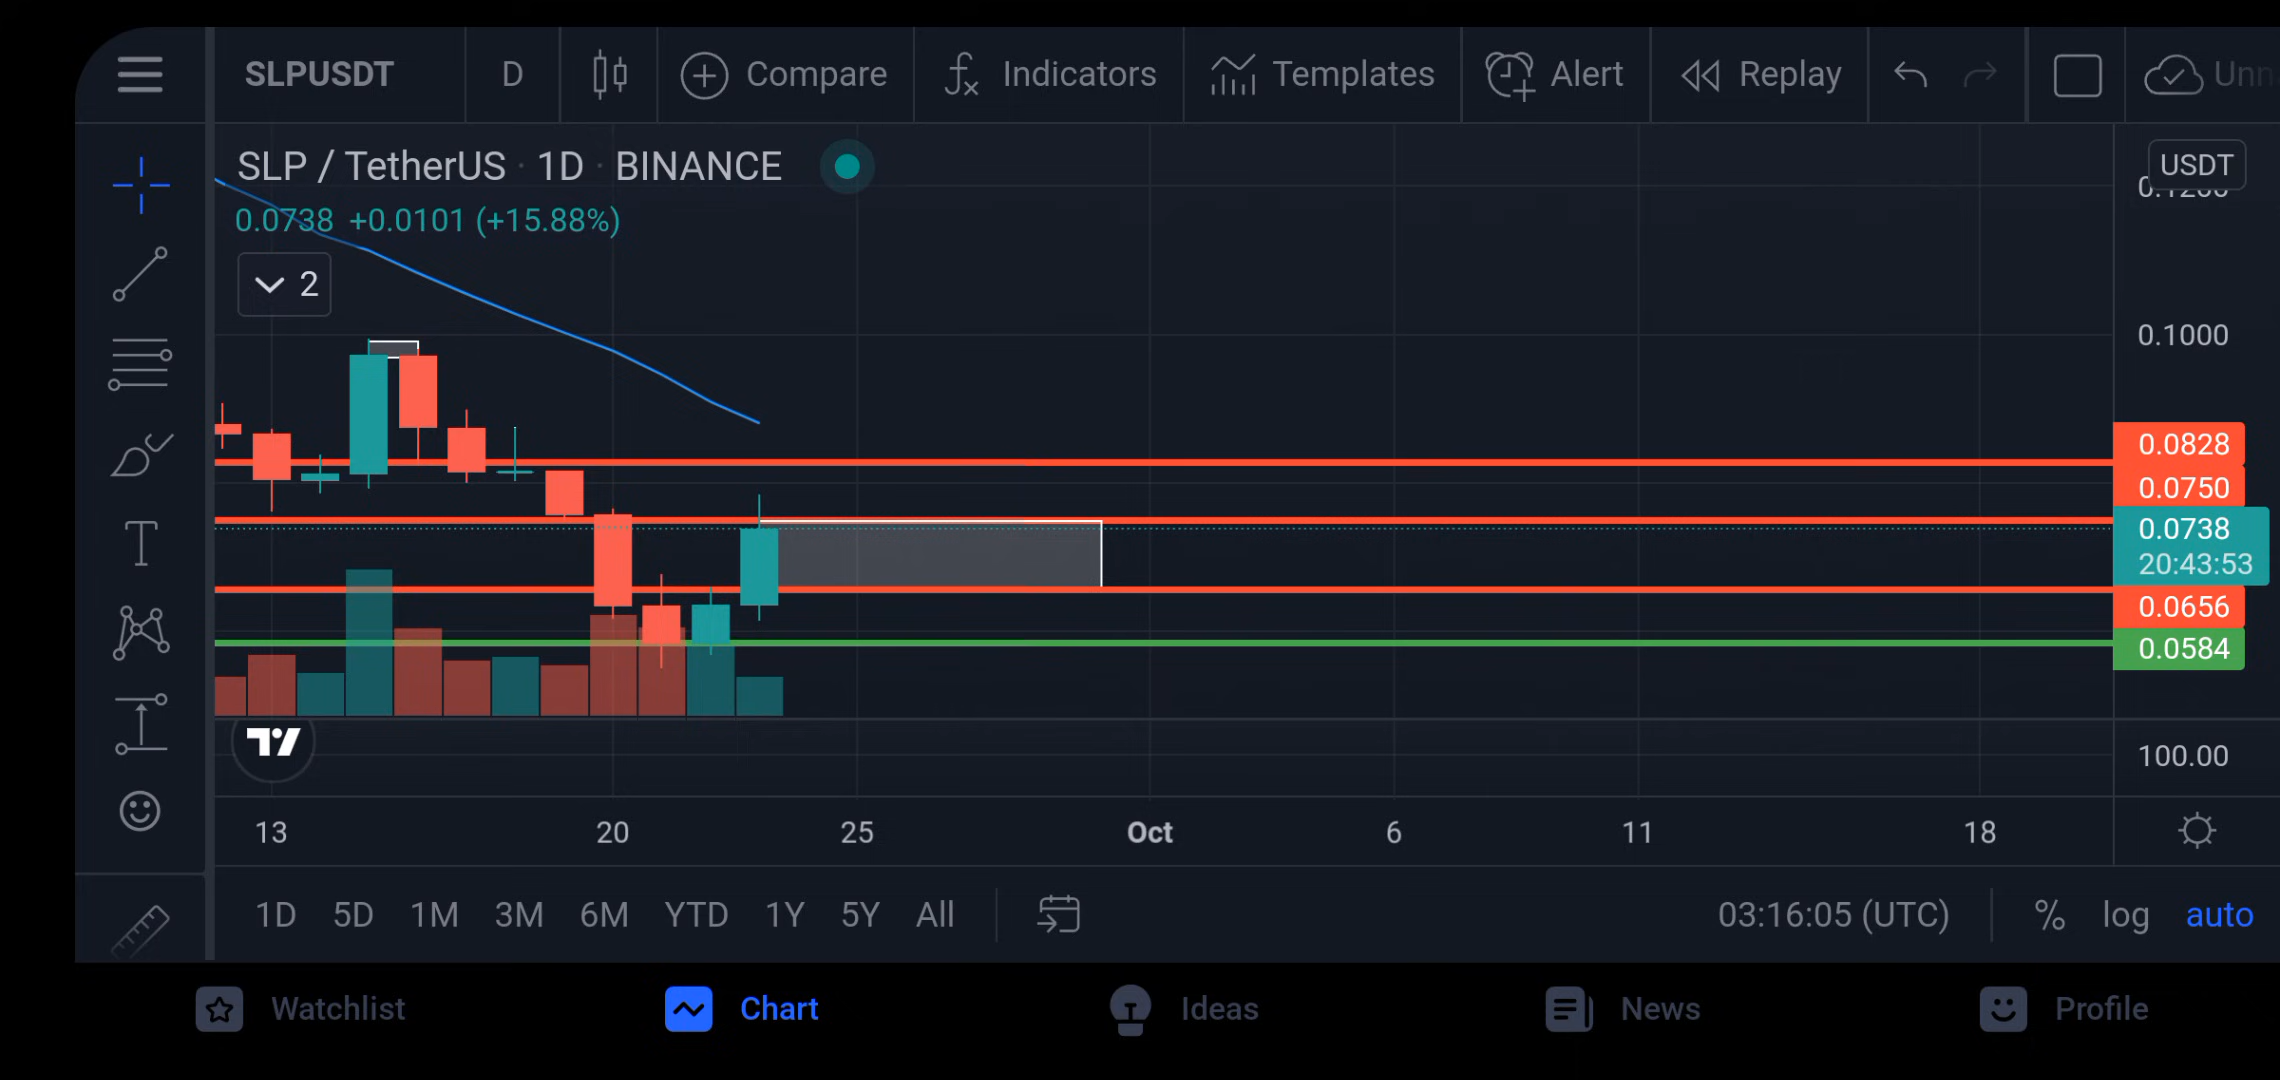 SLPUSDT D Compare Indicators Templates Alert Replay
SLP / TetherUS · 1D · BINANCE
0.0738 +0.0101 (+15.88%)
2
USDT
0.1000
0.0828
0.0750
0.0738
20:43:53
0.0656
0.0584
100.00
13 20 25 Oct 6 11 18
1D 5D 1M 3M 6M YTD 1Y 5Y All 03:16:05 (UTC) % log auto
Watchlist Chart Ideas News Profile